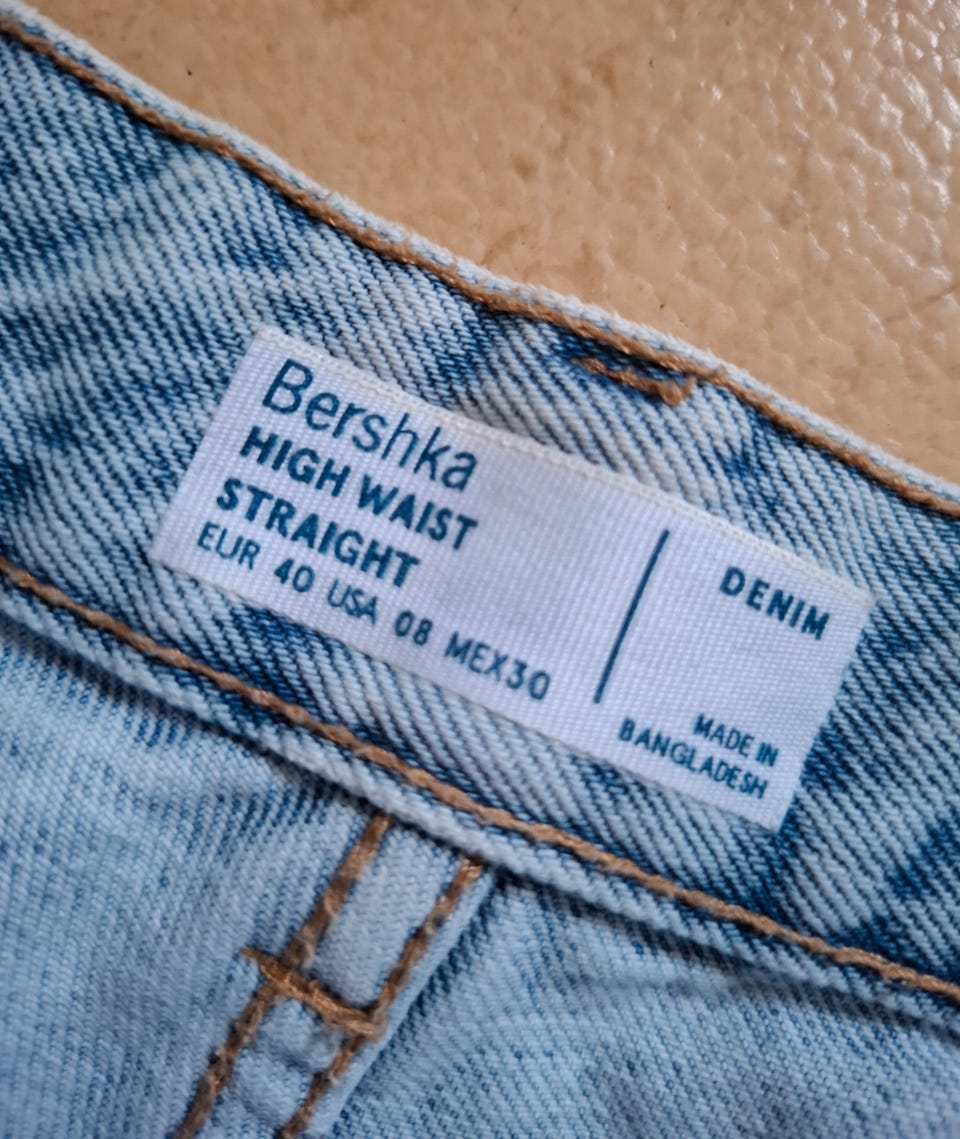 Bershka
HIGH WAIST
STRAIGHT
EUR 40 USA 08 MEX30
DENIM
MADE IN
BANGLADESH